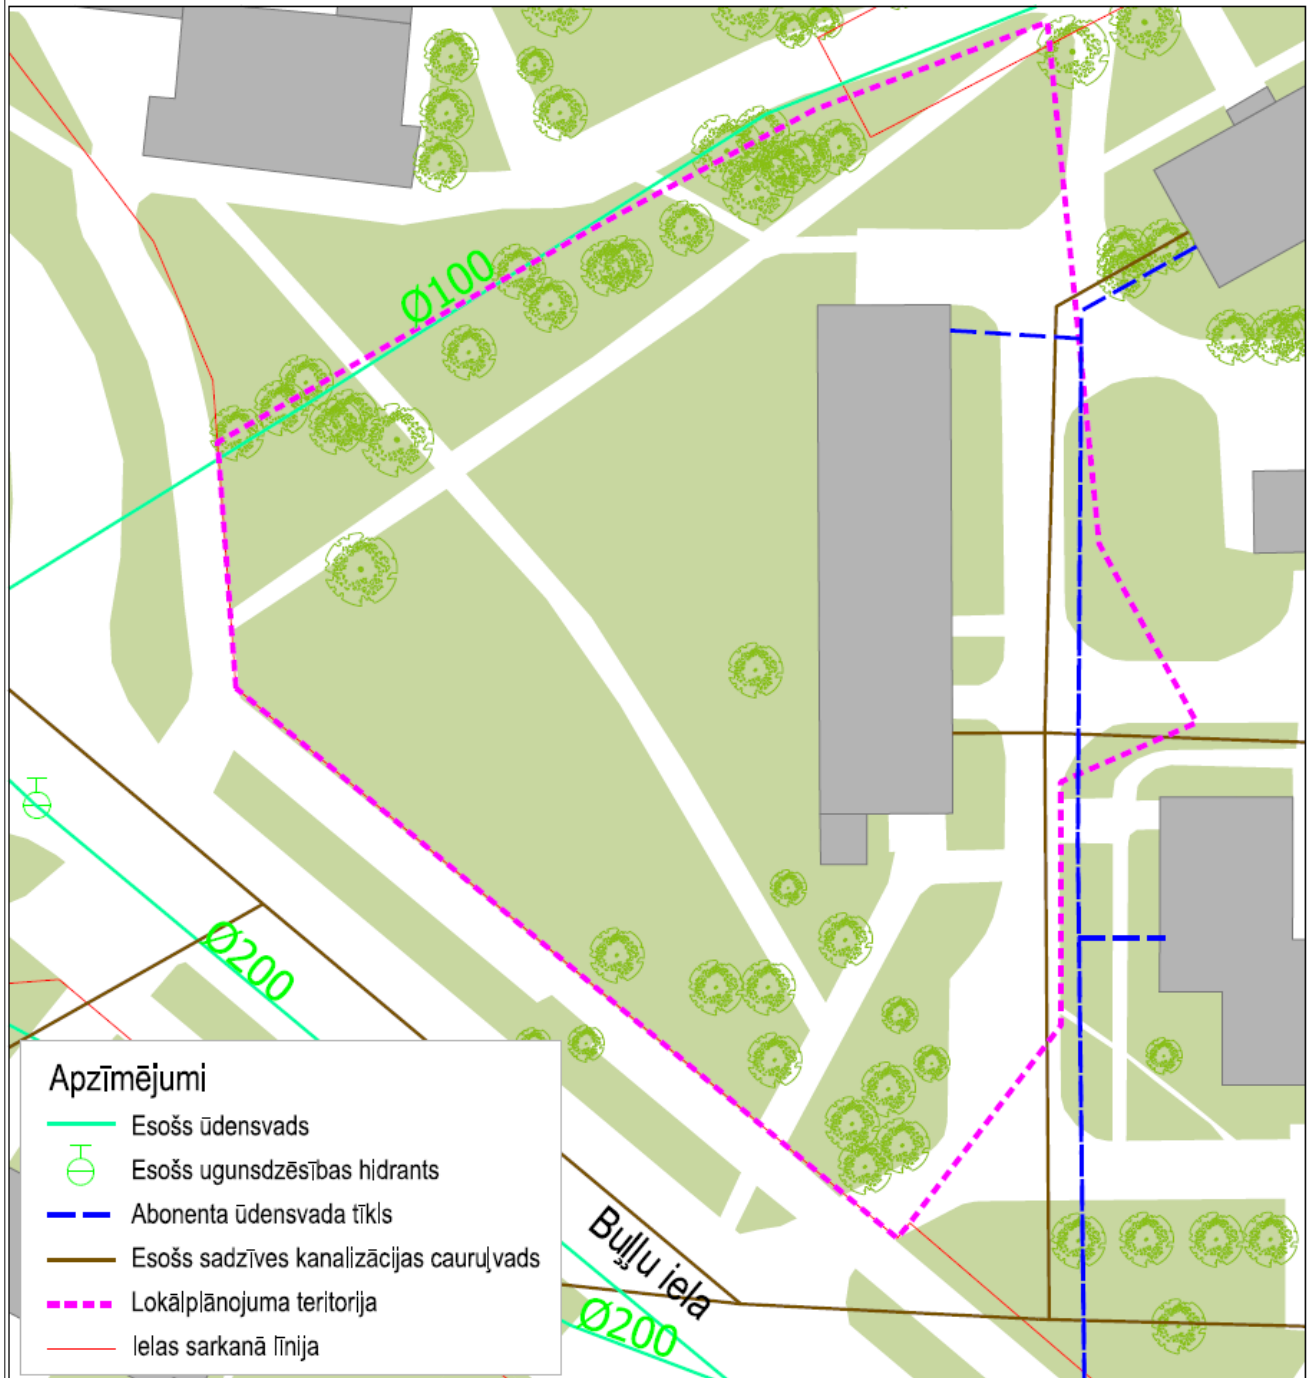 Ø100
Ø200
Buļļu iela
Ø200
Apzīmējumi
Esošs ūdensvads
Esošs ugunsdzēsības hidrants
Abonenta ūdensvada tīkls
Esošs sadzīves kanalizācijas cauruļvads
Lokālplānojuma teritorija
Ielas sarkanā līnija